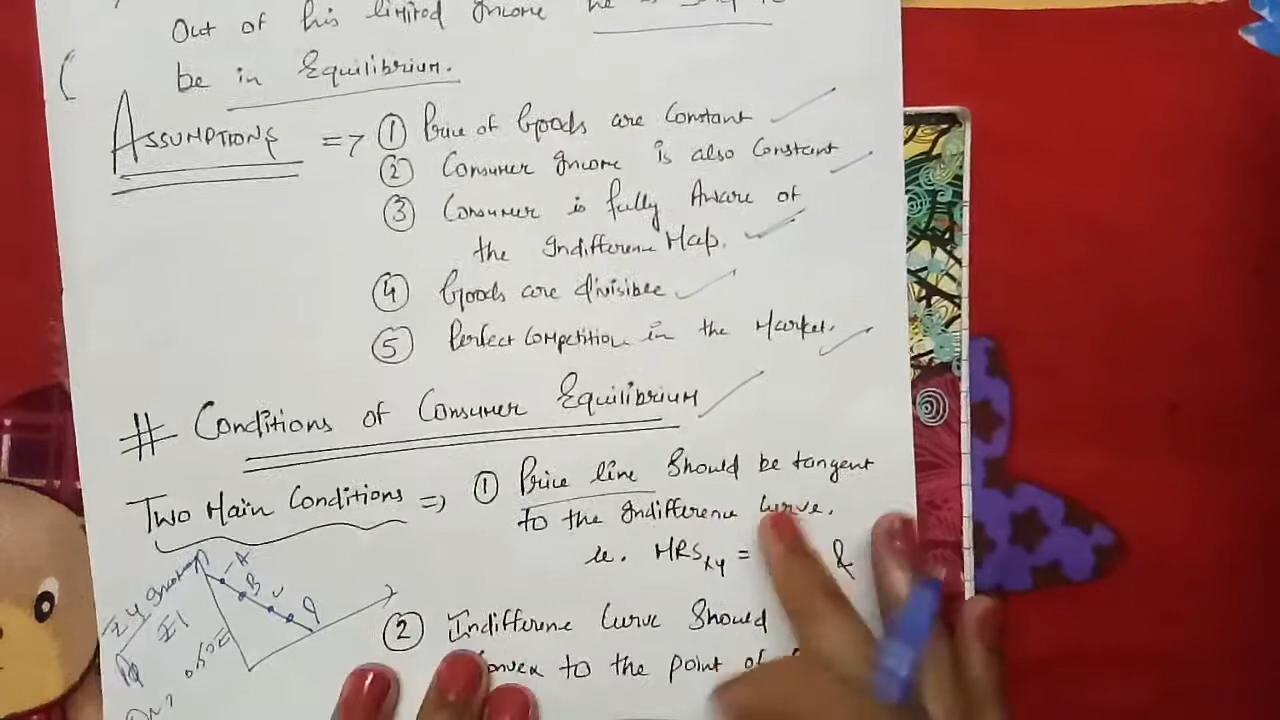 Out of his limited Income he is
be in Equilibrium.
ASSUMPTIONS => ① Price of Goods are Constant
② Consumer Income is also Constant
③ Consumer is fully Aware of
the Indifference Map.
④ Goods are divisible
⑤ Perfect Competition in the Market.
# Conditions of Consumer Equilibrium
Two Main Conditions => ① Price line Should be tangent
to the Indifference Curve.
ie. MRSxy = &
② Indifference Curve Should
Convex to the point of
A
B
C